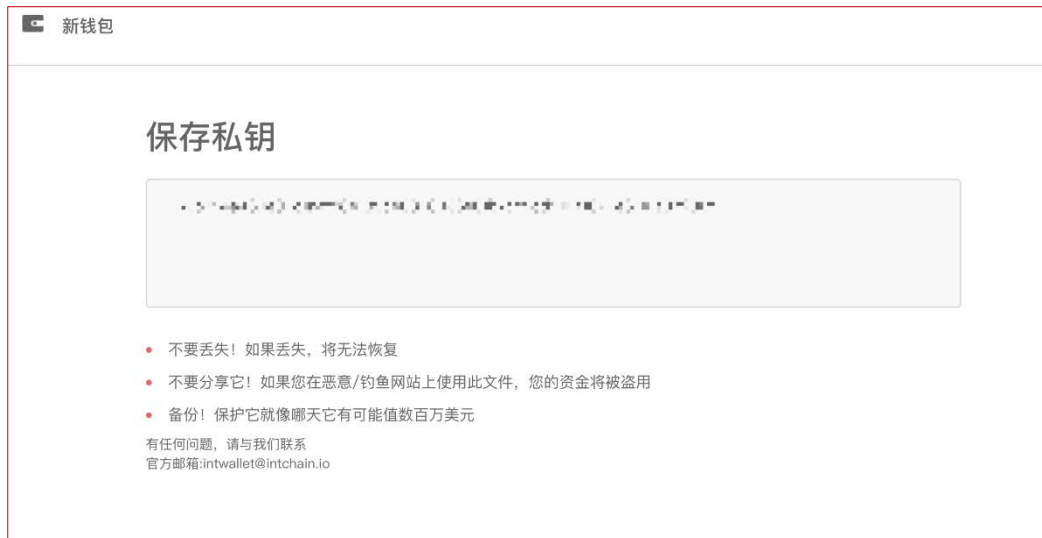 新钱包
保存私钥
不要丢失！如果丢失，将无法恢复
不要分享它！如果您在恶意/钓鱼网站上使用此文件，您的资金将被盗用
备份！保护它就像哪天它有可能值数百万美元
有任何问题，请与我们联系
官方邮箱:intwallet@intchain.io